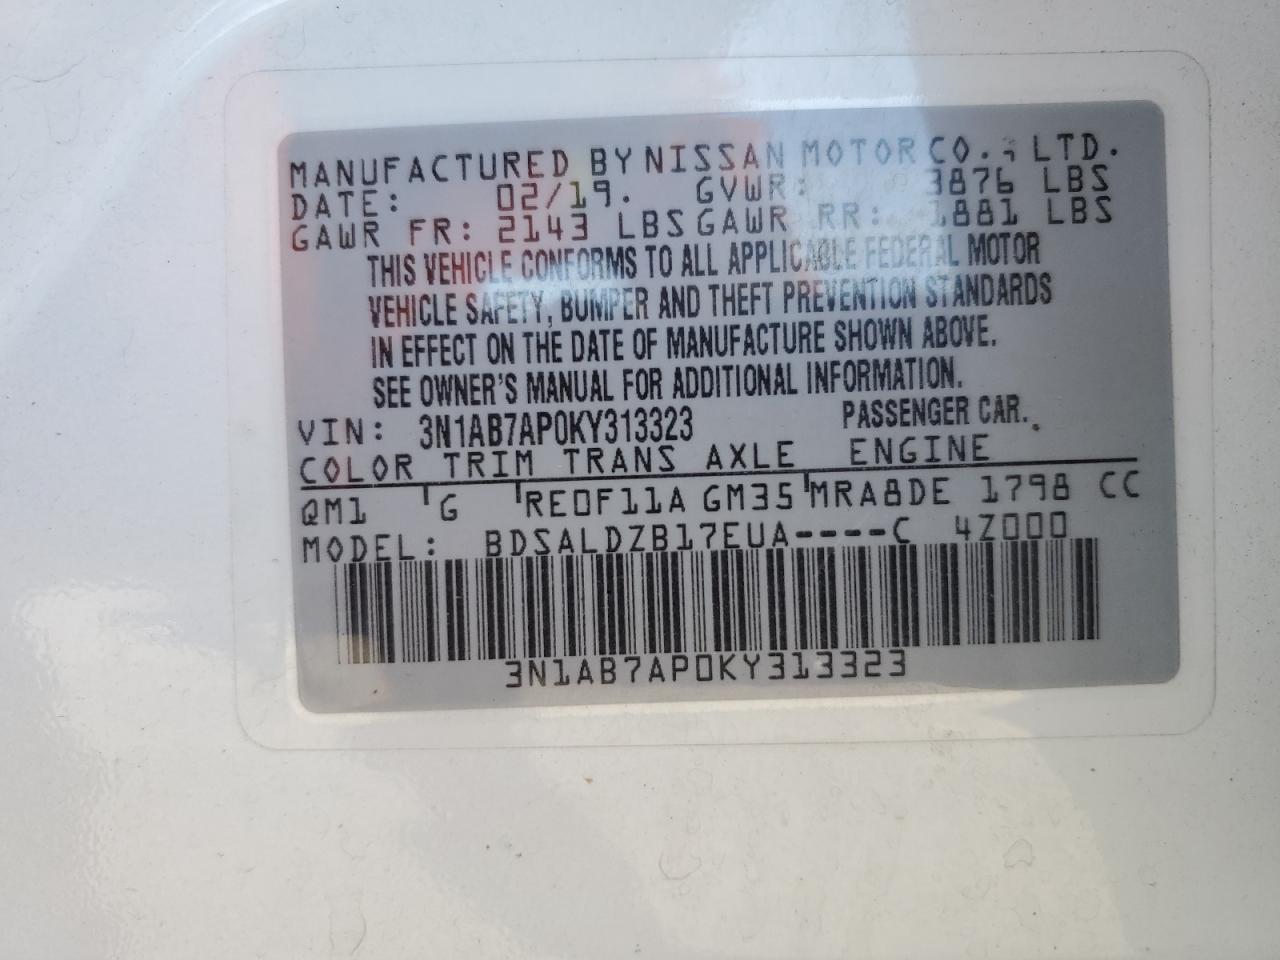 MANUFACTURED BY NISSAN MOTOR CO., LTD.
DATE: 02/19. GVWR: 3876 LBS
GAWR FR: 2143 LBS GAWR RR: 1881 LBS
THIS VEHICLE CONFORMS TO ALL APPLICABLE FEDERAL MOTOR
VEHICLE SAFETY, BUMPER AND THEFT PREVENTION STANDARDS
IN EFFECT ON THE DATE OF MANUFACTURE SHOWN ABOVE.
SEE OWNER'S MANUAL FOR ADDITIONAL INFORMATION.
VIN: 3N1AB7AP0KY313323 PASSENGER CAR.
COLOR TRIM TRANS AXLE ENGINE
QM1 G RE0F11A GM35 MRA8DE 1798 CC
MODEL: BDSALDZB17EUA----C 4Z000
3N1AB7AP0KY313323